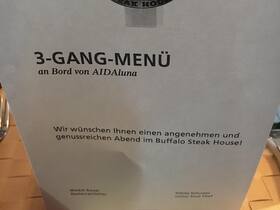 STEAK HOUSE
3-GANG-MENÜ
an Bord von AIDAluna
Wir wünschen Ihnen einen angenehmen und
genussreichen Abend im Buffalo Steak House!